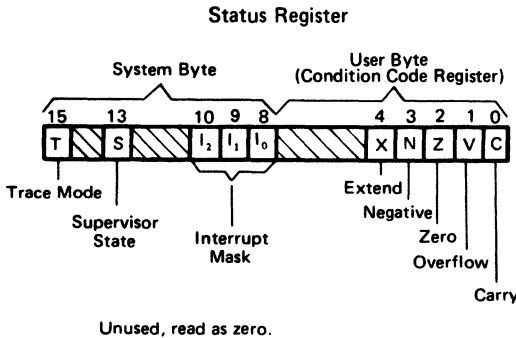 Status Register
System Byte
User Byte
(Condition Code Register)
15 13 10 9 8 4 3 2 1 0
T S I₂ I₁ I₀ X N Z V C
Trace Mode
Supervisor
State
Interrupt
Mask
Extend
Negative
Zero
Overflow
Carry
Unused, read as zero.